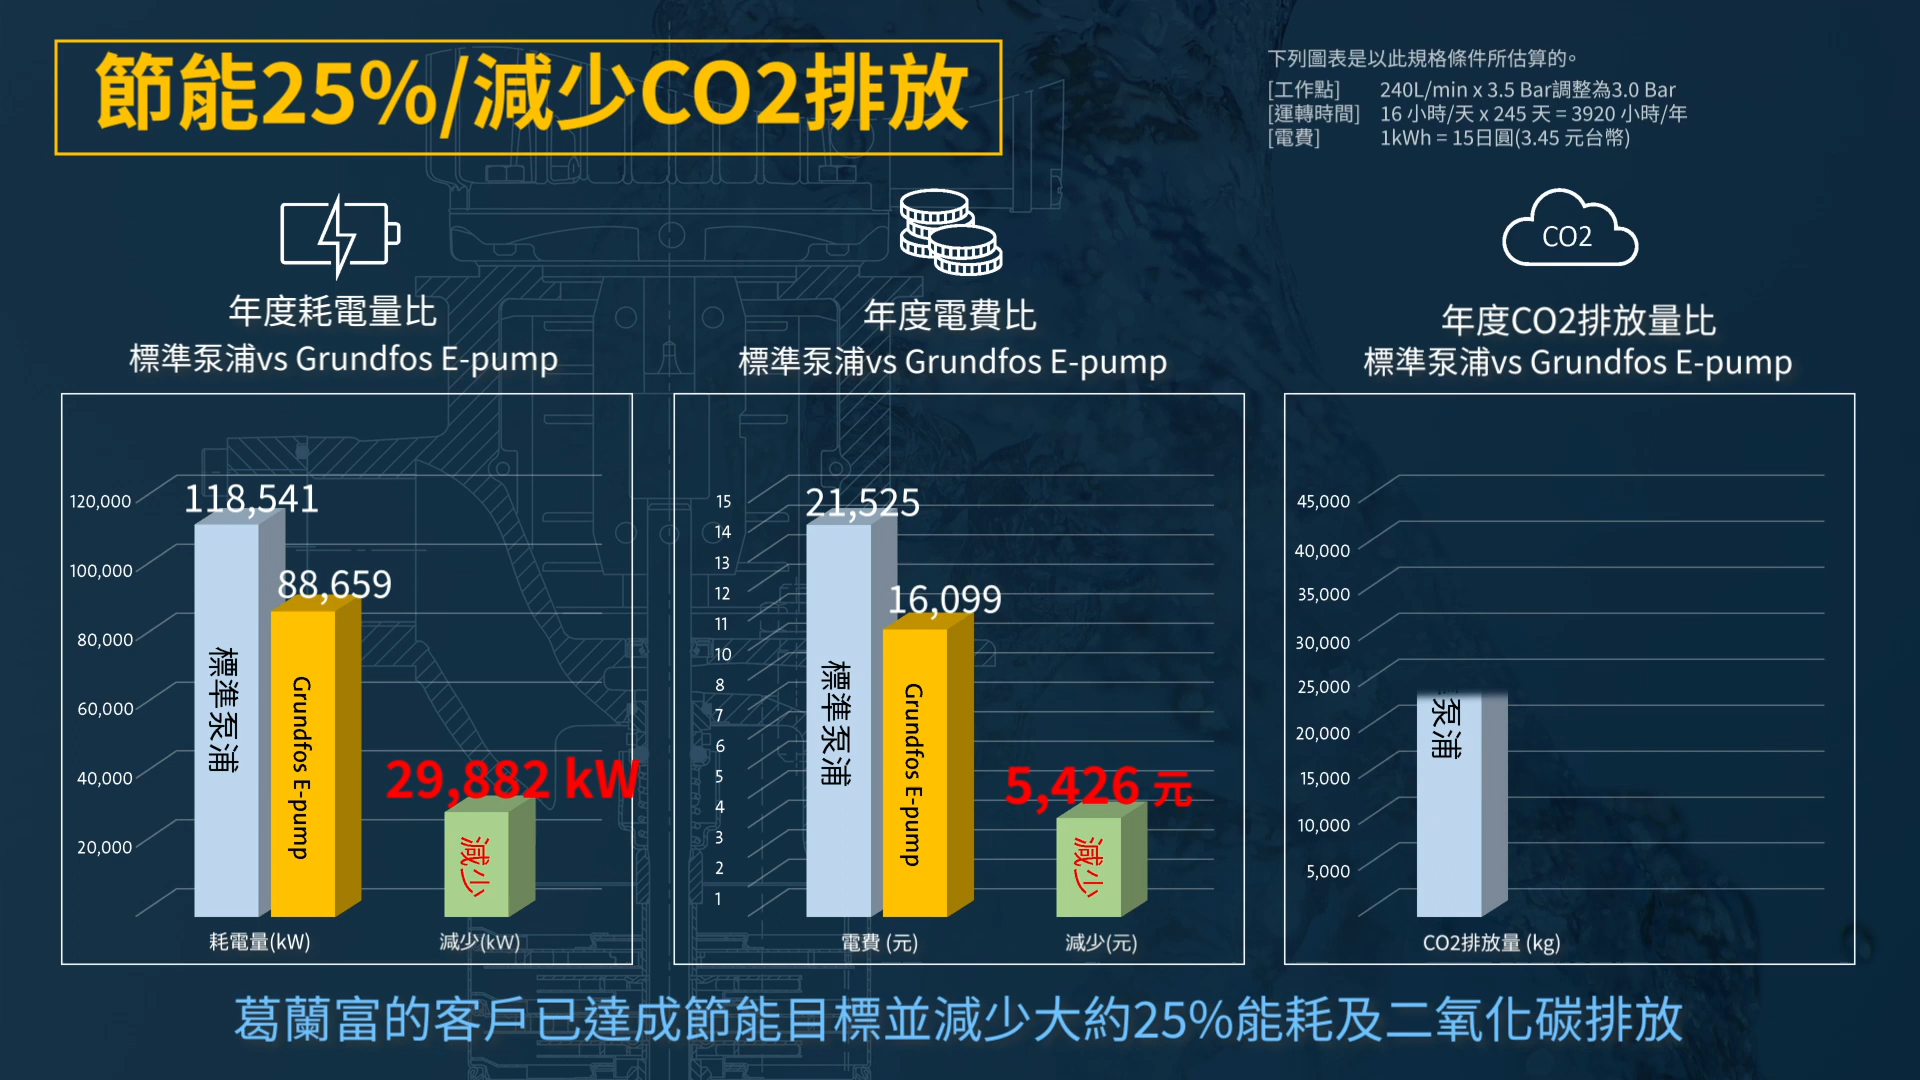 節能25%/減少CO2排放
下列圖表是以此規格條件所估算的。
[工作點] 240L/min x 3.5 Bar調整為3.0 Bar
[運轉時間] 16 小時/天 x 245 天 = 3920 小時/年
[電費] 1kWh = 15日圓(3.45 元台幣)
年度耗電量比
標準泵浦vs Grundfos E-pump
120,000
100,000
80,000
60,000
40,000
20,000
118,541
88,659
29,882 kW
標準泵浦
Grundfos E-pump
減少
耗電量(kW)
減少(kW)
年度電費比
標準泵浦vs Grundfos E-pump
15
14
13
12
11
10
8
7
6
5
4
3
2
1
21,525
16,099
5,426 元
標準泵浦
Grundfos E-pump
減少
電費 (元)
減少(元)
CO2
年度CO2排放量比
標準泵浦vs Grundfos E-pump
45,000
40,000
35,000
30,000
25,000
20,000
15,000
10,000
5,000
泵浦
CO2排放量 (kg)
葛蘭富的客戶已達成節能目標並減少大約25%能耗及二氧化碳排放